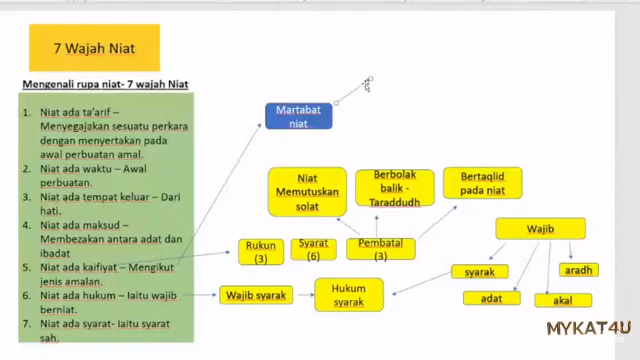 7 Wajah Niat
Mengenali rupa niat- 7 wajah Niat
1. Niat ada ta'arif –
Menyegajakan sesuatu perkara
dengan menyertakan pada
awal perbuatan amal.
2. Niat ada waktu – Awal
perbuatan.
3. Niat ada tempat keluar – Dari
hati.
4. Niat ada maksud –
Membezakan antara adat dan
ibadat
5. Niat ada kaifiyat – Mengikut
jenis amalan.
6. Niat ada hukum – Iaitu wajib
berniat.
7. Niat ada syarat- Iaitu syarat
sah.
Martabat
niat
Niat
Memutuskan
solat
Berbolak
balik -
Taraddudh
Bertaqlid
pada niat
Rukun
(3)
Syarat
(6)
Pembatal
(3)
Wajib
syarak
aradh
adat
akal
Wajib syarak
Hukum
syarak
MYKAT4U